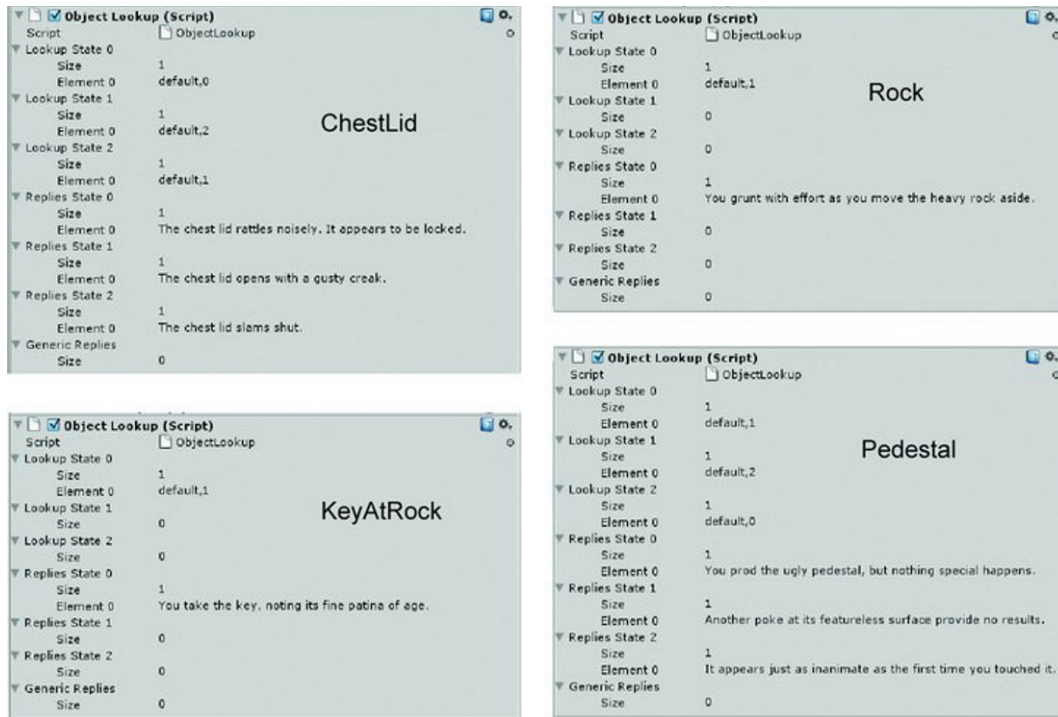 Object Lookup (Script)
Script ObjectLookup
Lookup State 0
Size 1
Element 0 default,0
Lookup State 1
Size 1
Element 0 default,2
Lookup State 2
Size 1
Element 0 default,1
Replies State 0
Size 1
Element 0 The chest lid rattles noisely. It appears to be locked.
Replies State 1
Size 1
Element 0 The chest lid opens with a gusty creak.
Replies State 2
Size 1
Element 0 The chest lid slams shut.
Generic Replies
Size 0
ChestLid
Object Lookup (Script)
Script ObjectLookup
Lookup State 0
Size 1
Element 0 default,1
Lookup State 1
Size 0
Lookup State 2
Size 0
Replies State 0
Size 1
Element 0 You take the key, noting its fine patina of age.
Replies State 1
Size 0
Replies State 2
Size 0
Generic Replies
Size 0
KeyAtRock
Object Lookup (Script)
Script ObjectLookup
Lookup State 0
Size 1
Element 0 default,1
Lookup State 1
Size 0
Lookup State 2
Size 0
Replies State 0
Size 1
Element 0 You grunt with effort as you move the heavy rock aside.
Replies State 1
Size 0
Replies State 2
Size 0
Generic Replies
Size 0
Rock
Object Lookup (Script)
Script ObjectLookup
Lookup State 0
Size 1
Element 0 default,1
Lookup State 1
Size 1
Element 0 default,2
Lookup State 2
Size 1
Element 0 default,0
Replies State 0
Size 1
Element 0 You prod the ugly pedestal, but nothing special happens.
Replies State 1
Size 1
Element 0 Another poke at its featureless surface provide no results.
Replies State 2
Size 1
Element 0 It appears just as inanimate as the first time you touched it.
Generic Replies
Size 0
Pedestal